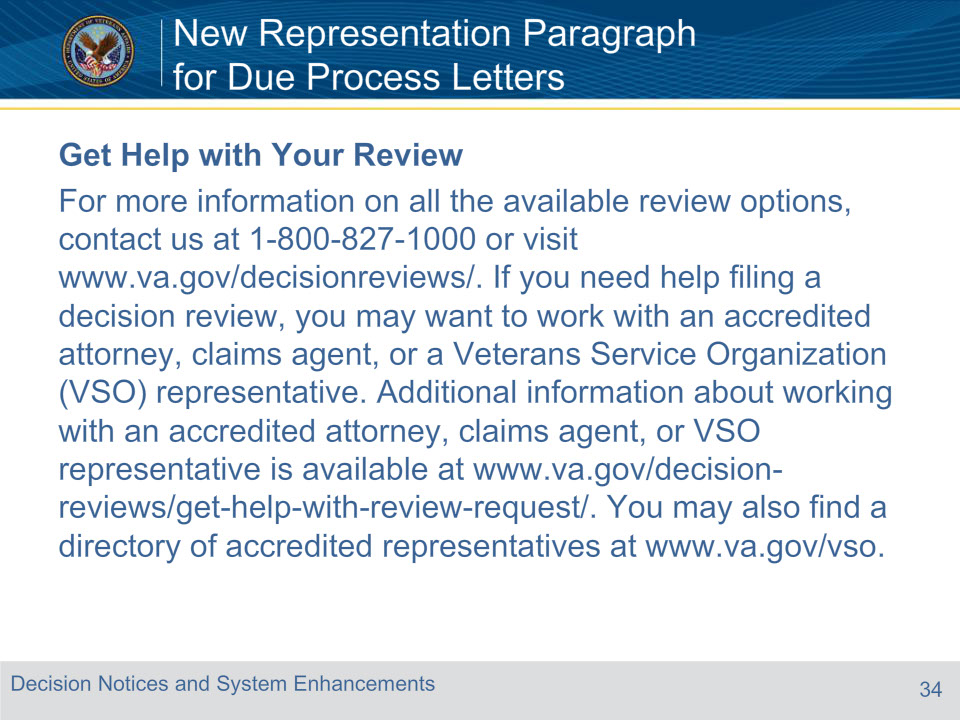 New Representation Paragraph
for Due Process Letters
Get Help with Your Review
For more information on all the available review options,
contact us at 1-800-827-1000 or visit
www.va.gov/decisionreviews/. If you need help filing a
decision review, you may want to work with an accredited
attorney, claims agent, or a Veterans Service Organization
(VSO) representative. Additional information about working
with an accredited attorney, claims agent, or VSO
representative is available at www.va.gov/decision-
reviews/get-help-with-review-request/. You may also find a
directory of accredited representatives at www.va.gov/vso.
Decision Notices and System Enhancements
34